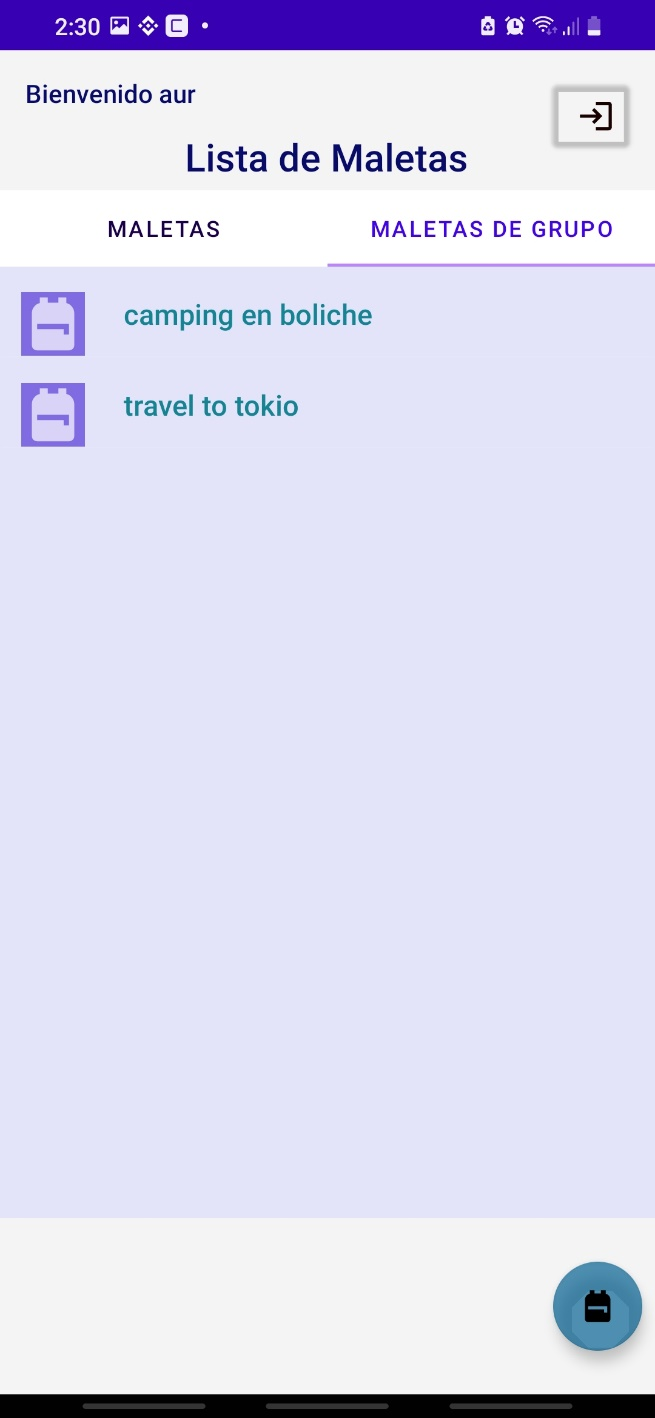 2:30
Bienvenido aur
Lista de Maletas
MALETAS
MALETAS DE GRUPO
camping en boliche
travel to tokio